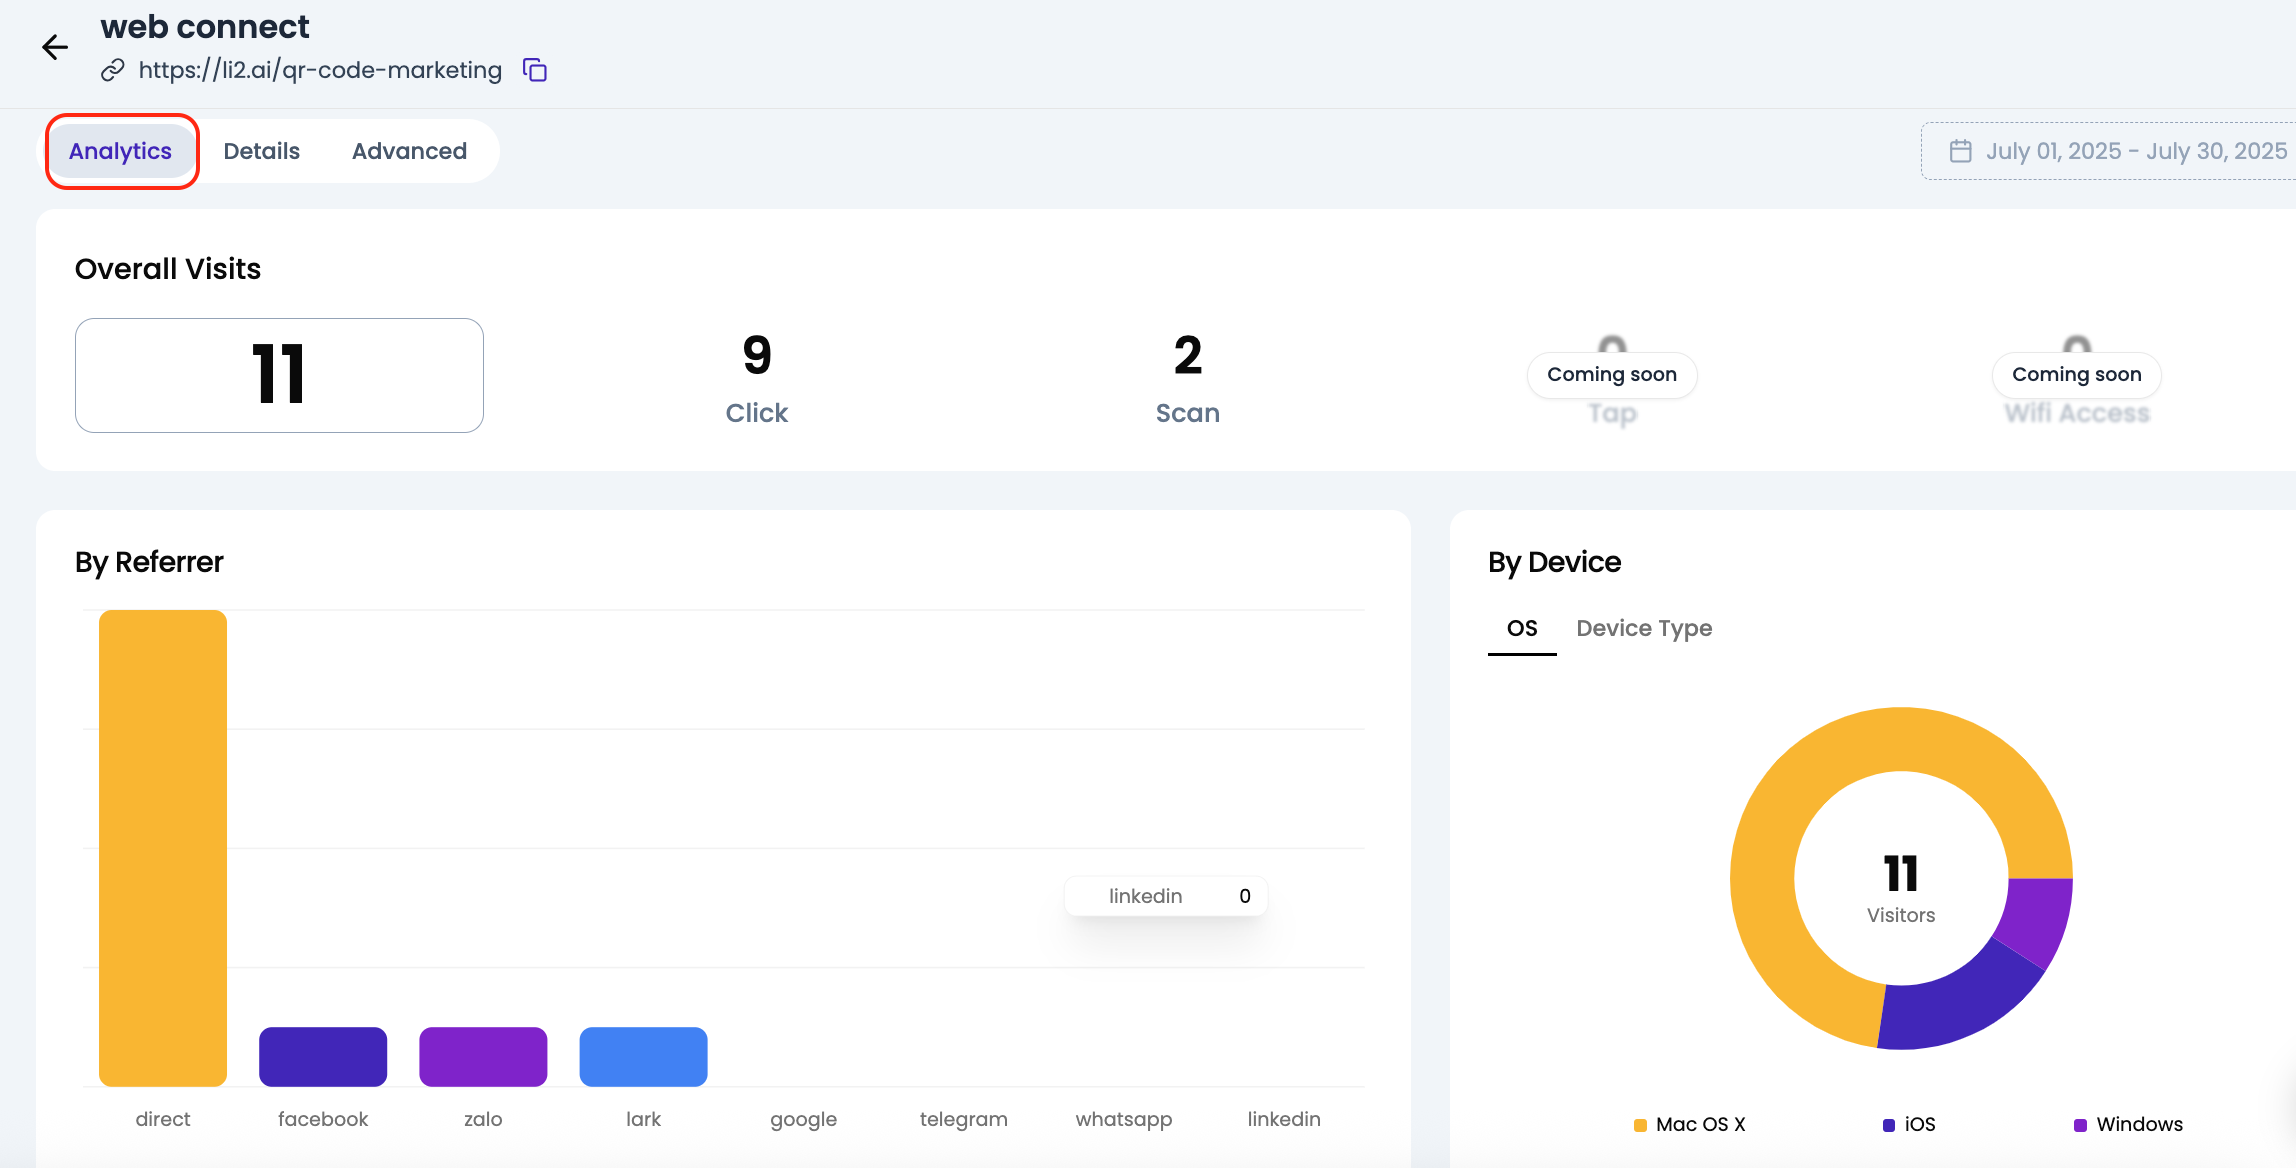 web connect
https://li2.ai/qr-code-marketing
Analytics
Details
Advanced
July 01, 2025 - July 30, 2025
Overall Visits
11
9
Click
2
Scan
Coming soon
Tap
Coming soon
Wifi Access
By Referrer
linkedin 0
direct
facebook
zalo
lark
google
telegram
whatsapp
linkedin
By Device
OS
Device Type
11
Visitors
Mac OS X
iOS
Windows